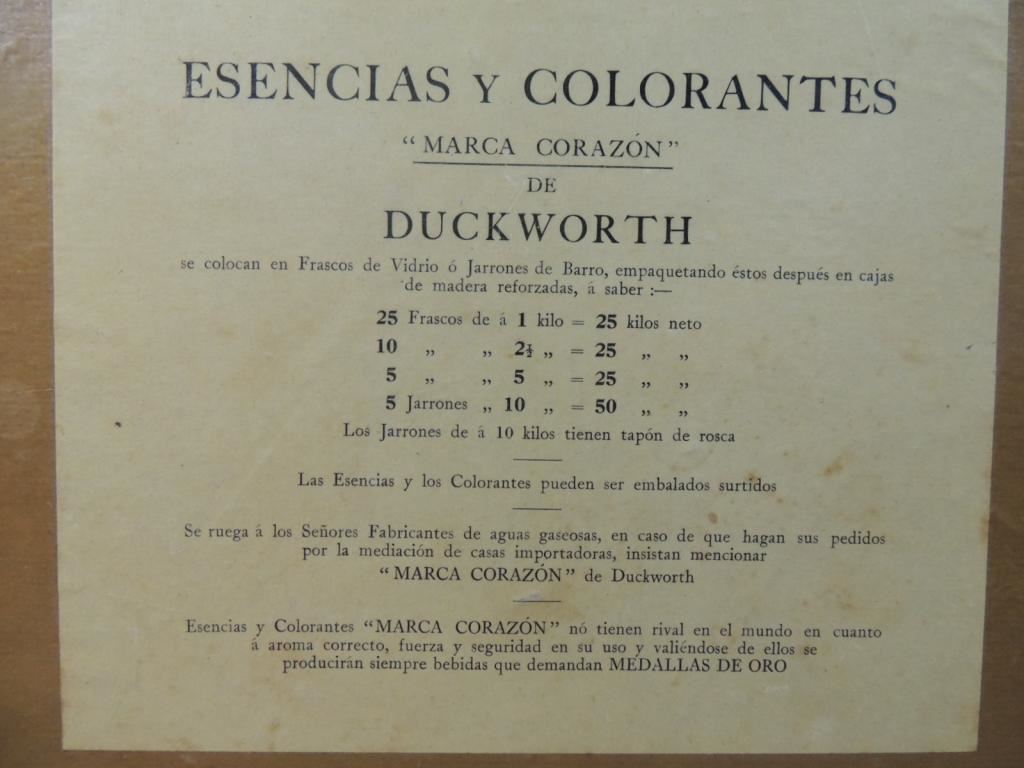 ESENCIAS Y COLORANTES
“MARCA CORAZÓN”
DE
DUCKWORTH
se colocan en Frascos de Vidrio ó Jarrones de Barro, empaquetando éstos después en cajas
de madera reforzadas, á saber :—
25 Frascos de á 1 kilo = 25 kilos neto
10 „ „ 2½ „ = 25 „ „
5 „ „ 5 „ = 25 „ „
5 Jarrones „ 10 „ = 50 „ „
Los Jarrones de á 10 kilos tienen tapón de rosca
Las Esencias y los Colorantes pueden ser embalados surtidos
Se ruega á los Señores Fabricantes de aguas gaseosas, en caso de que hagan sus pedidos
por la mediación de casas importadoras, insistan mencionar
“MARCA CORAZÓN” de Duckworth
Esencias y Colorantes “MARCA CORAZÓN” nó tienen rival en el mundo en cuanto
á aroma correcto, fuerza y seguridad en su uso y valiéndose de ellos se
producirán siempre bebidas que demandan MEDALLAS DE ORO